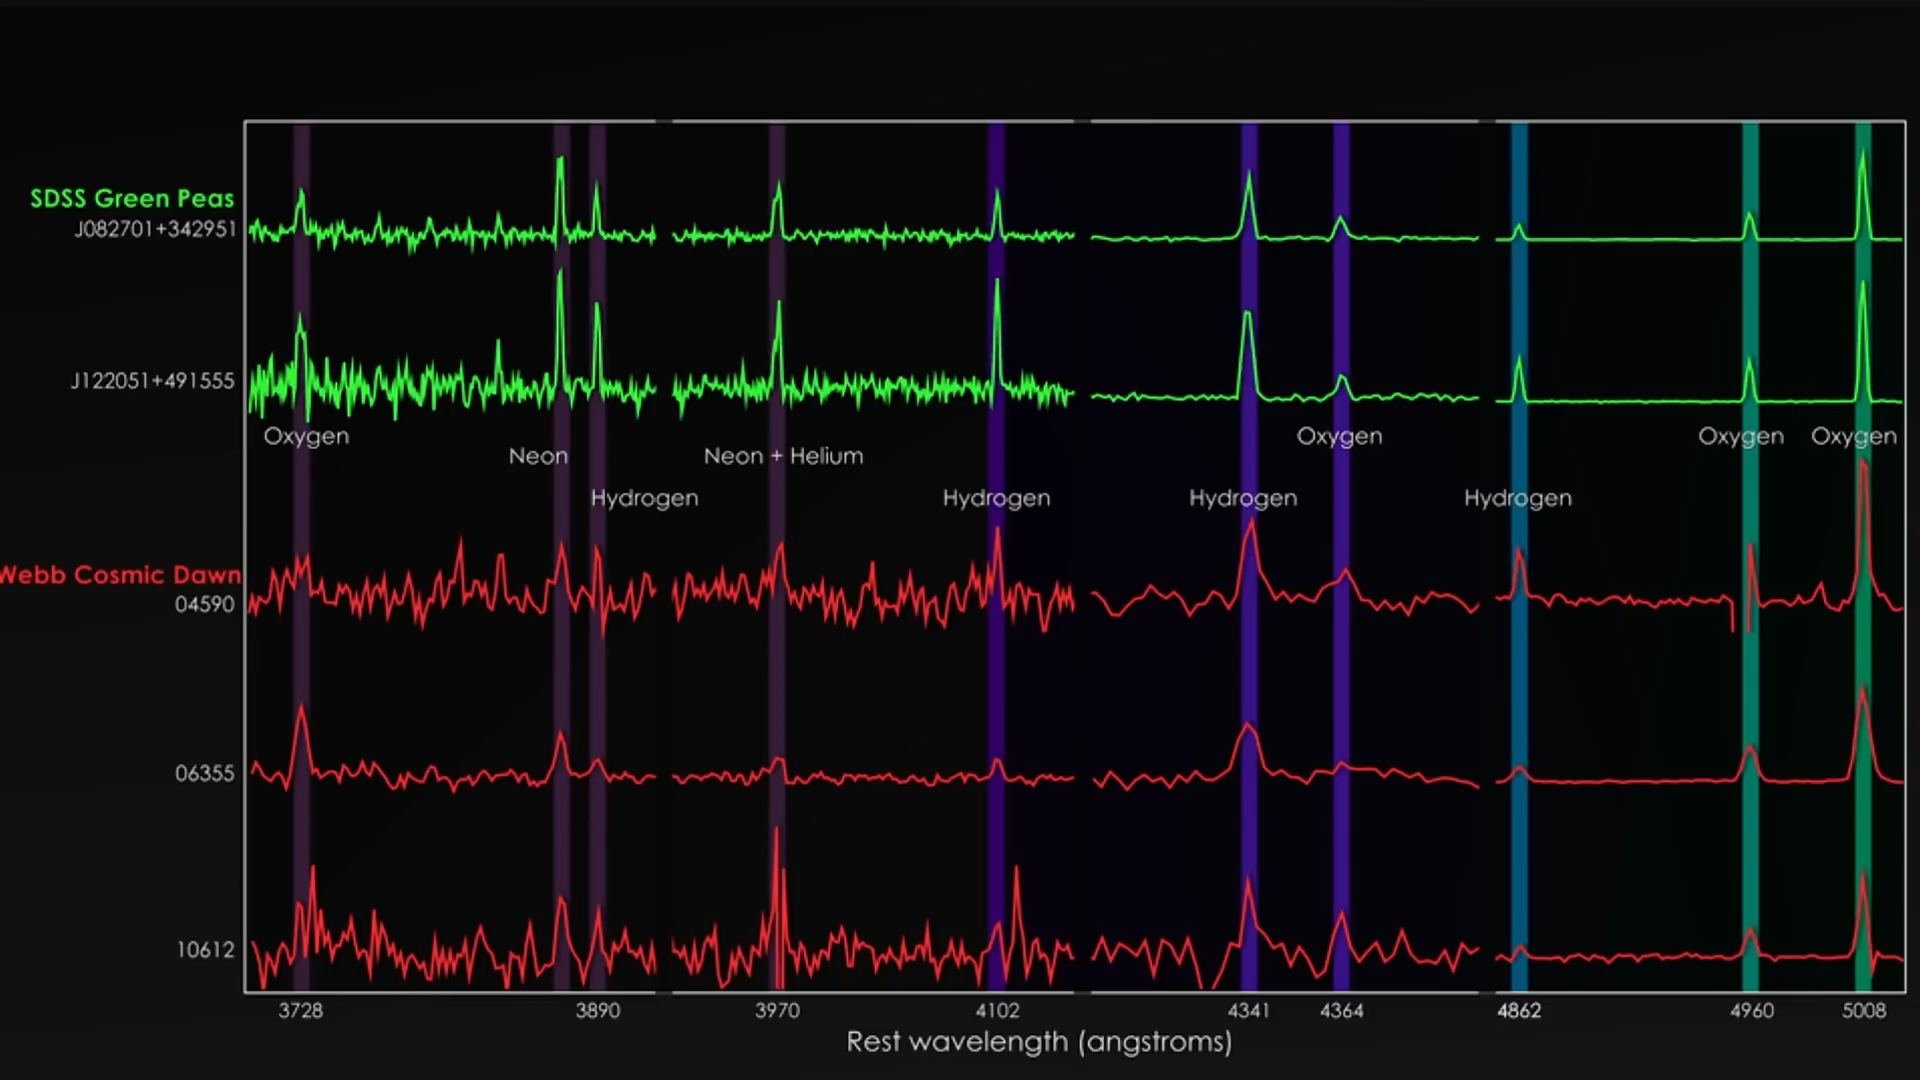 SDSS Green Peas
J082701+342951
J122051+491555
Oxygen Oxygen Oxygen Oxygen
Neon Neon + Helium
Hydrogen Hydrogen Hydrogen Hydrogen
Webb Cosmic Dawn
04590
06355
10612
3728 3890 3970 4102 4341 4364 4862 4960 5008
Rest wavelength (angstroms)